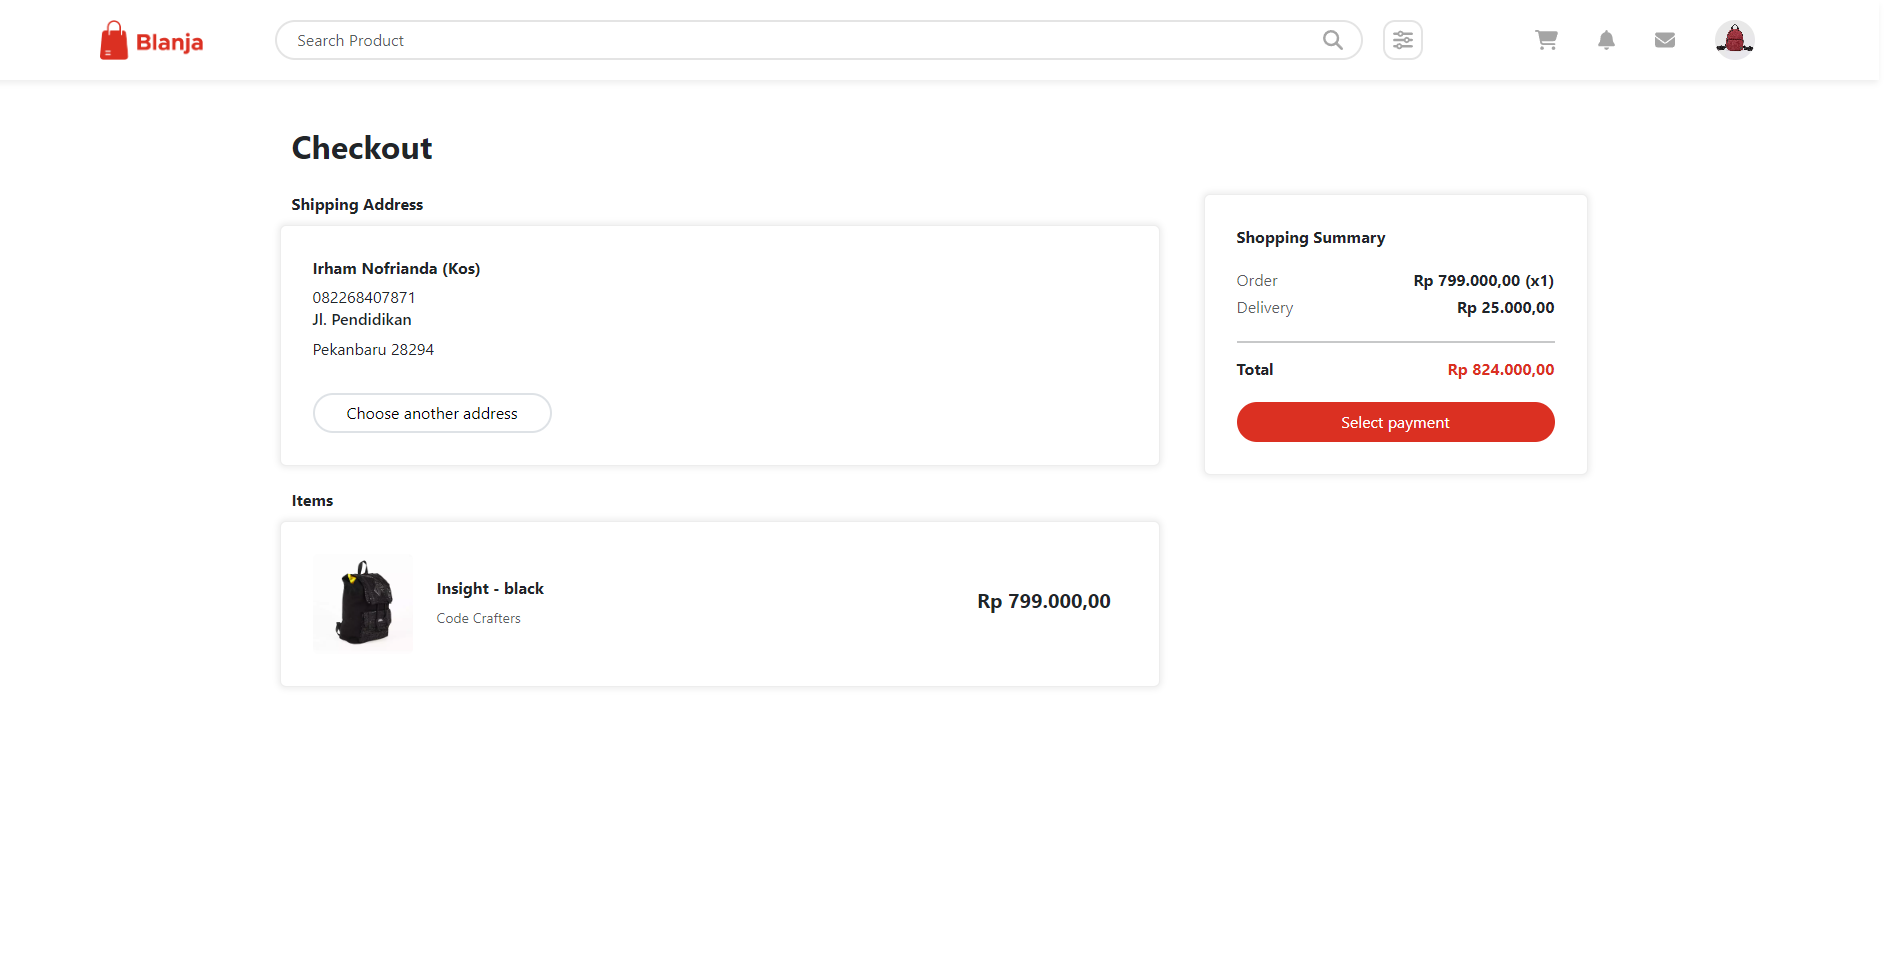 Blanja
Search Product
Checkout
Shipping Address
Irham Nofrianda (Kos)
082268407871
Jl. Pendidikan
Pekanbaru 28294
Choose another address
Shopping Summary
Order Rp 799.000,00 (x1)
Delivery Rp 25.000,00
Total Rp 824.000,00
Select payment
Items
Insight - black
Code Crafters
Rp 799.000,00